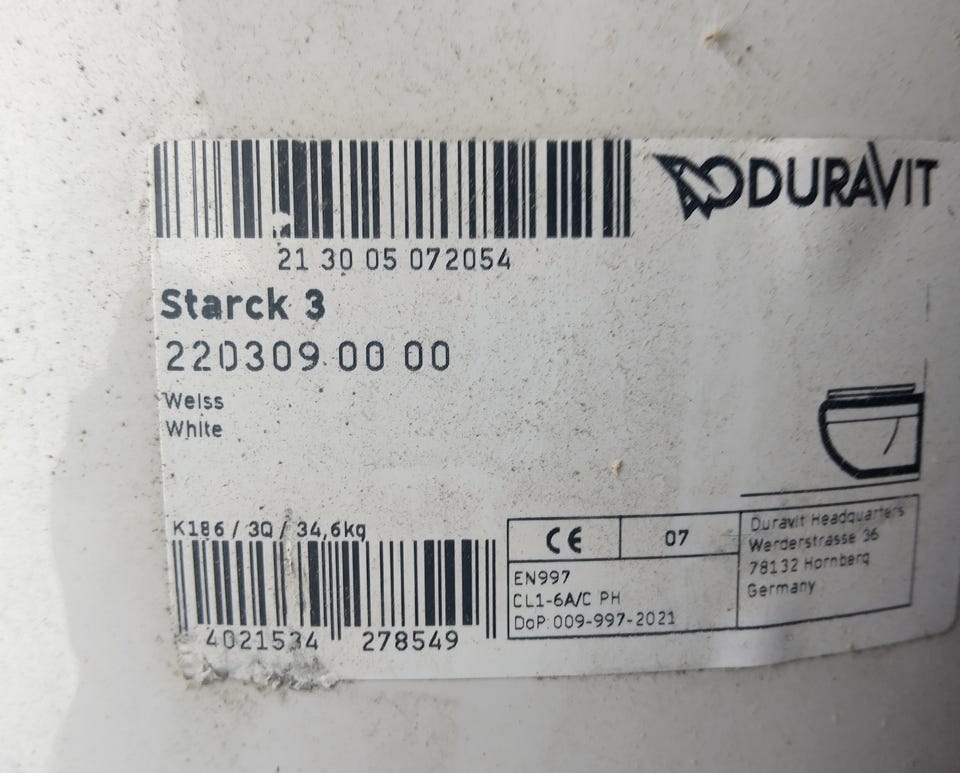 DURAVIT
21 30 05 072054
Starck 3
220309 00 00
Weiss
White
K186 / 3Q / 34,6kg
4021534 278549
CE 07
EN997
CL1-6A/C PH
DoP: 009-997-2021
Duravit Headquarters
Werderstrasse 36
78132 Hornberg
Germany